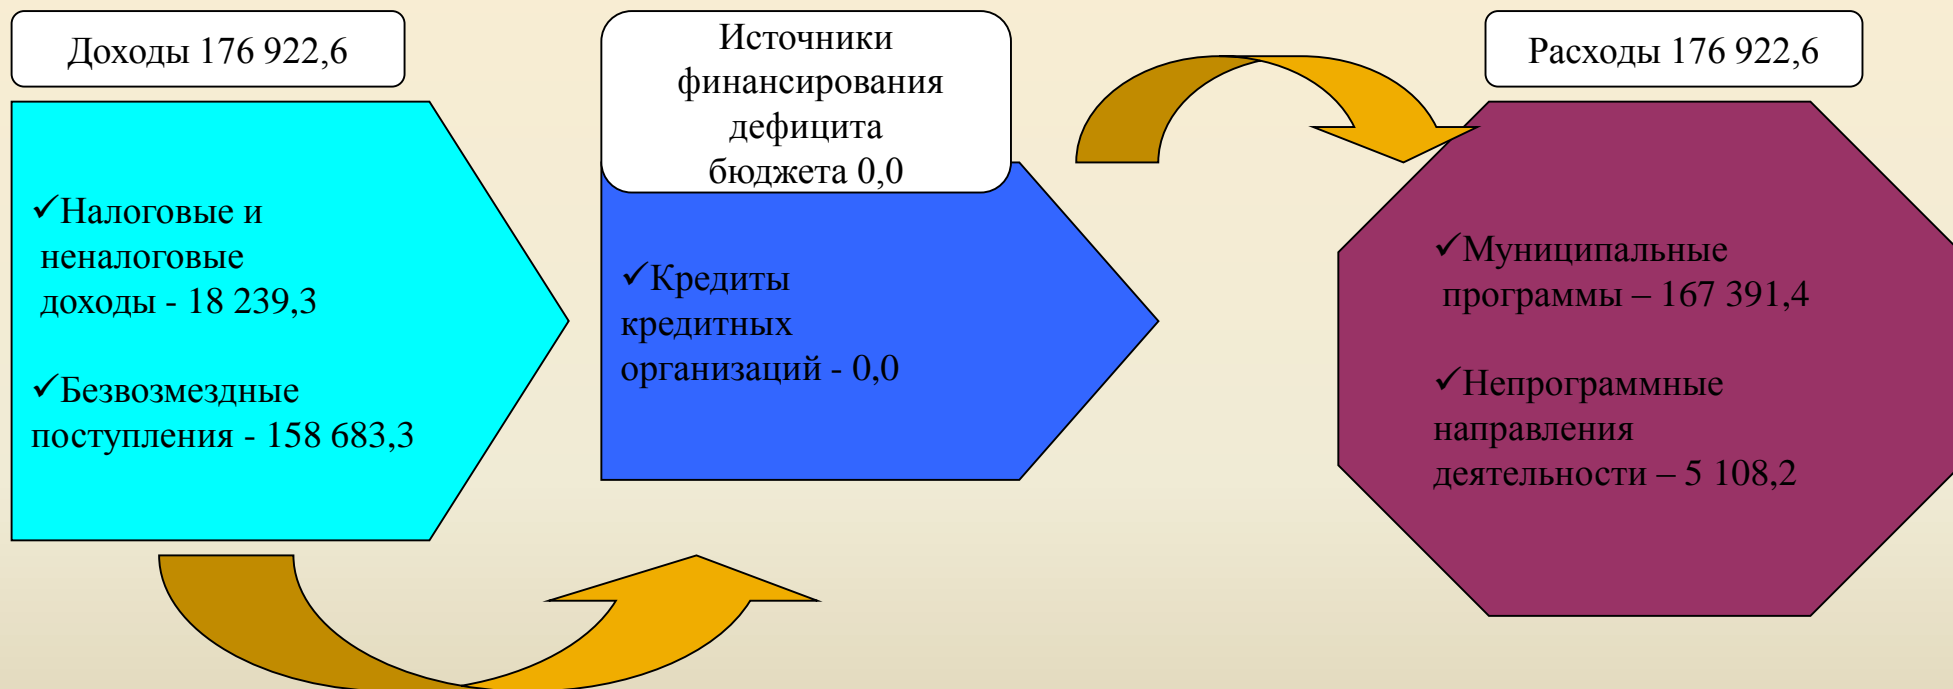 Доходы 176 922,6
✓Налоговые и
неналоговые
доходы - 18 239,3
✓Безвозмездные
поступления - 158 683,3
Источники
финансирования
дефицита
бюджета 0,0
✓Кредиты
кредитных
организаций - 0,0
Расходы 176 922,6
✓Муниципальные
программы – 167 391,4
✓Непрограммные
направления
деятельности – 5 108,2